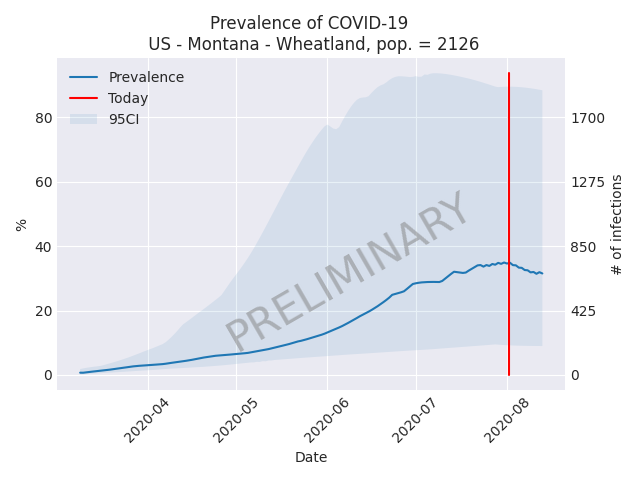 Prevalence of COVID-19
US - Montana - Wheatland, pop. = 2126
Prevalence
Today
95CI
80
60
40
20
0
%
1700
1275
850
425
0
# of infections
PRELIMINARY
2020-04
2020-05
2020-06
2020-07
2020-08
Date